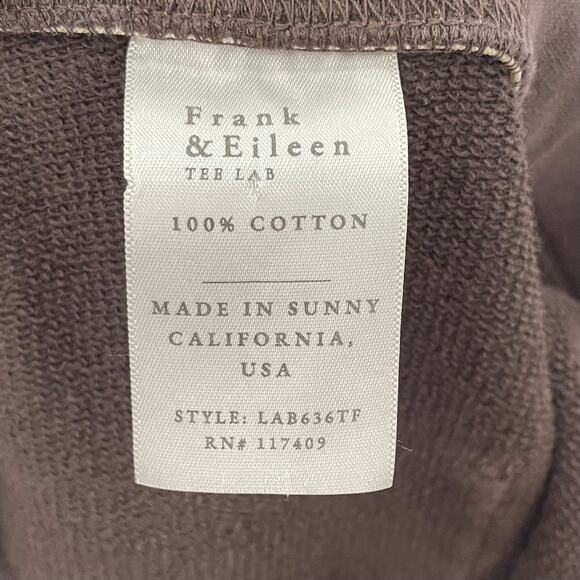 Frank
& Eileen
TEE LAB
100% COTTON
MADE IN SUNNY
CALIFORNIA,
USA
STYLE: LAB636TF
RN# 117409